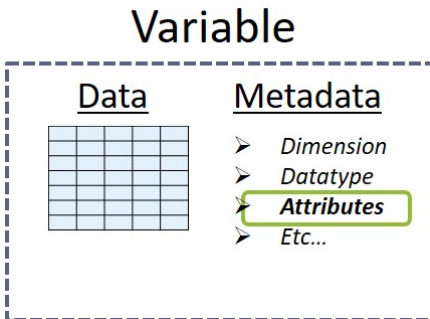 Variable
Data
Metadata
➢ Dimension
➢ Datatype
➢ Attributes
➢ Etc...